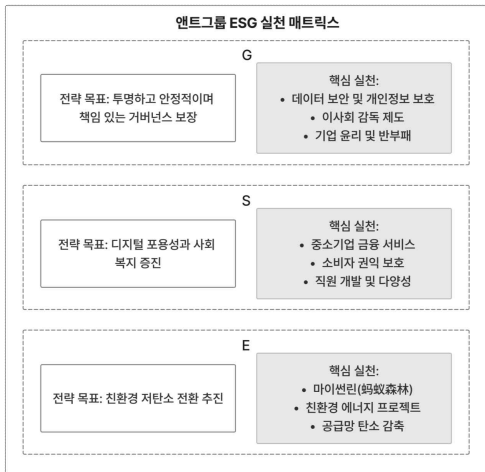 앤트그룹 ESG 실천 매트릭스
G
전략 목표: 투명하고 안정적이며
책임 있는 거버넌스 보장
핵심 실천:
• 데이터 보안 및 개인정보 보호
• 이사회 감독 제도
• 기업 윤리 및 반부패
S
전략 목표: 디지털 포용성과 사회
복지 증진
핵심 실천:
• 중소기업 금융 서비스
• 소비자 권익 보호
• 직원 개발 및 다양성
E
전략 목표: 친환경 저탄소 전환 추진
핵심 실천:
• 마이썬린(蚂蚁森林)
• 친환경 에너지 프로젝트
• 공급망 탄소 감축